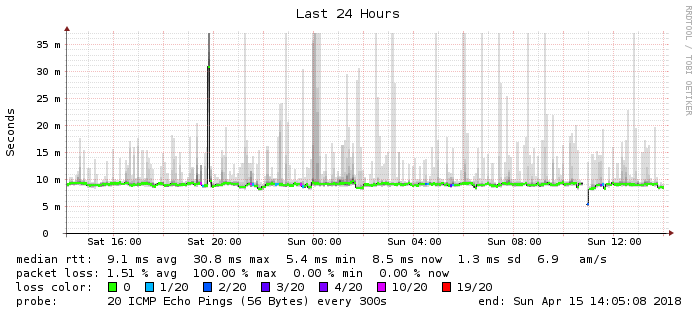 Last 24 Hours
RRDTOOL / TOBI OETIKER
Seconds
35 m
30 m
25 m
20 m
15 m
10 m
5 m
0
Sat 16:00 Sat 20:00 Sun 00:00 Sun 04:00 Sun 08:00 Sun 12:00
median rtt: 9.1 ms avg 30.8 ms max 5.4 ms min 8.5 ms now 1.3 ms sd 6.9 am/s
packet loss: 1.51 % avg 100.00 % max 0.00 % min 0.00 % now
loss color: 0 1/20 2/20 3/20 4/20 10/20 19/20
probe: 20 ICMP Echo Pings (56 Bytes) every 300s end: Sun Apr 15 14:05:08 2018